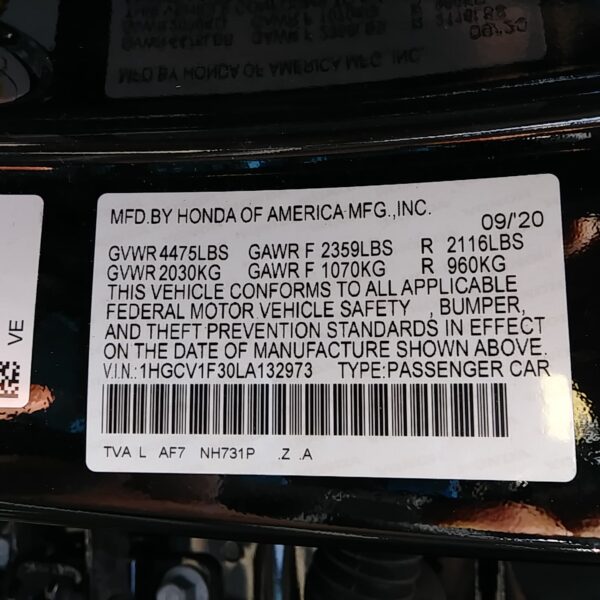 MFD.BY HONDA OF AMERICA MFG.,INC.
09/'20
GVWR 4475LBS GAWR F 2359LBS R 2116LBS
GVWR 2030KG GAWR F 1070KG R 960KG
THIS VEHICLE CONFORMS TO ALL APPLICABLE
FEDERAL MOTOR VEHICLE SAFETY , BUMPER,
AND THEFT PREVENTION STANDARDS IN EFFECT
ON THE DATE OF MANUFACTURE SHOWN ABOVE.
V.I.N.: 1HGCV1F30LA132973 TYPE:PASSENGER CAR
TVA L AF7 NH731P .Z .A
VE